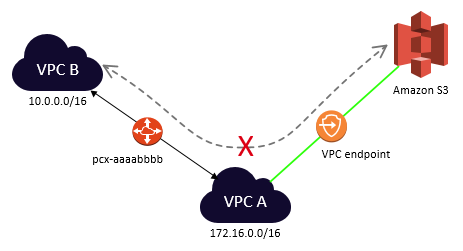 VPC B
10.0.0.0/16
Amazon S3
pcx-aaaabbbb
X
VPC endpoint
VPC A
172.16.0.0/16